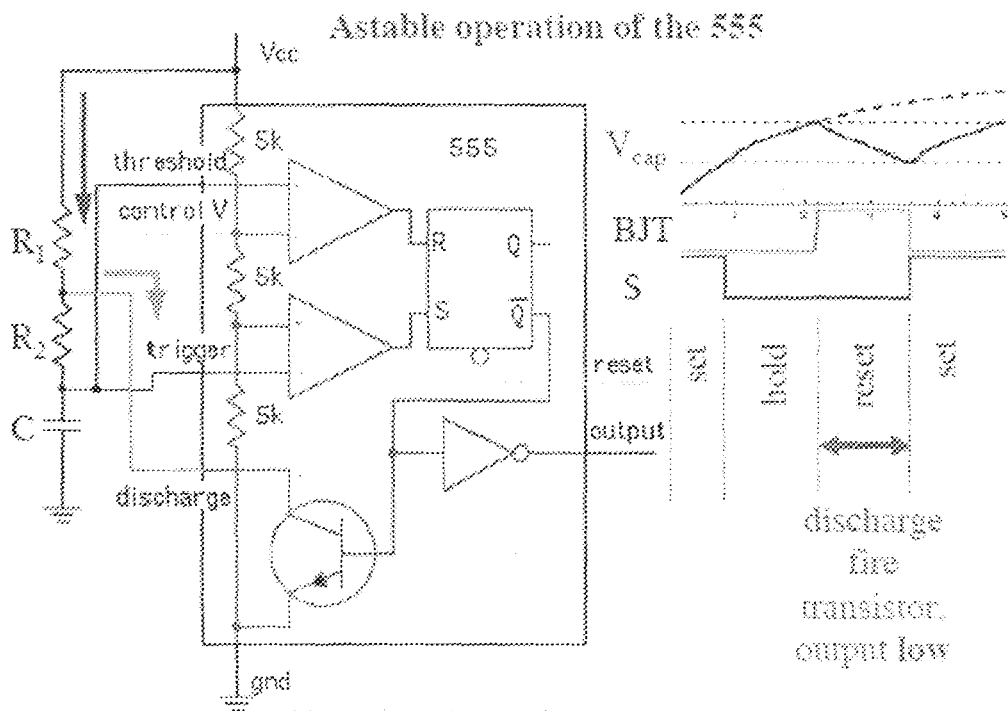 Astable operation of the 555
Vcc
5k
555
threshold
control V
R1
R
Q
5k
S
Q̅
R2
trigger
reset
5k
C
output
discharge
gnd
Vcap
BJT
S
set
hold
reset
set
discharge
fire
transistor,
output low